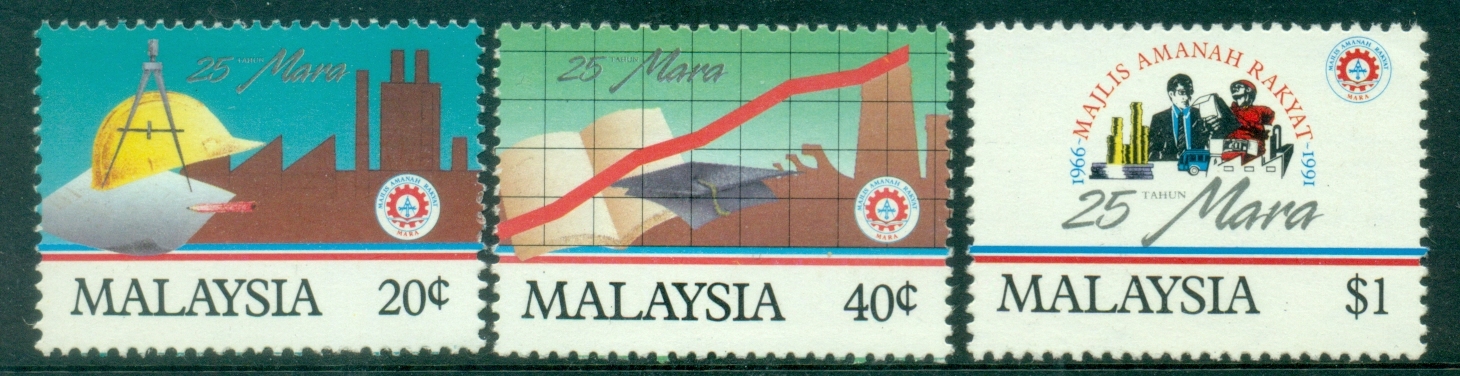 25 TAHUN Mara
MAJLIS AMANAH RAKYAT
MARA
MALAYSIA 20¢
25 TAHUN Mara
MAJLIS AMANAH RAKYAT
MARA
MALAYSIA 40¢
1966-MAJLIS AMANAH RAKYAT-1991
MAJLIS AMANAH RAKYAT
MARA
25 TAHUN Mara
MALAYSIA $1